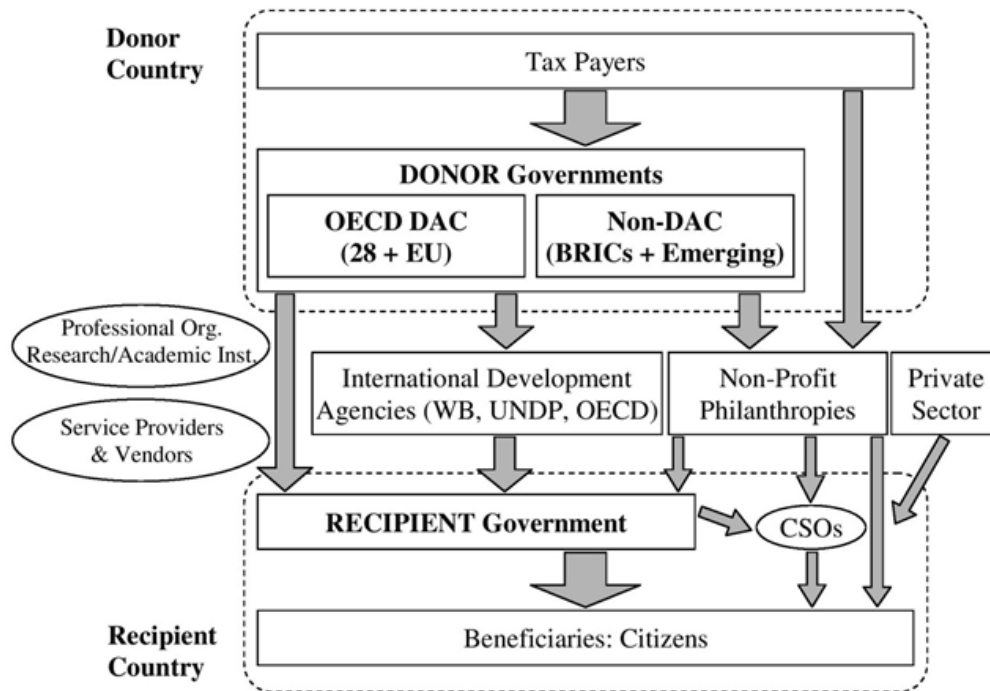 Donor
Country
Tax Payers
DONOR Governments
OECD DAC
(28 + EU)
Non-DAC
(BRICs + Emerging)
Professional Org.
Research/Academic Inst.
Service Providers
& Vendors
International Development
Agencies (WB, UNDP, OECD)
Non-Profit
Philanthropies
Private
Sector
RECIPIENT Government
CSOs
Beneficiaries: Citizens
Recipient
Country